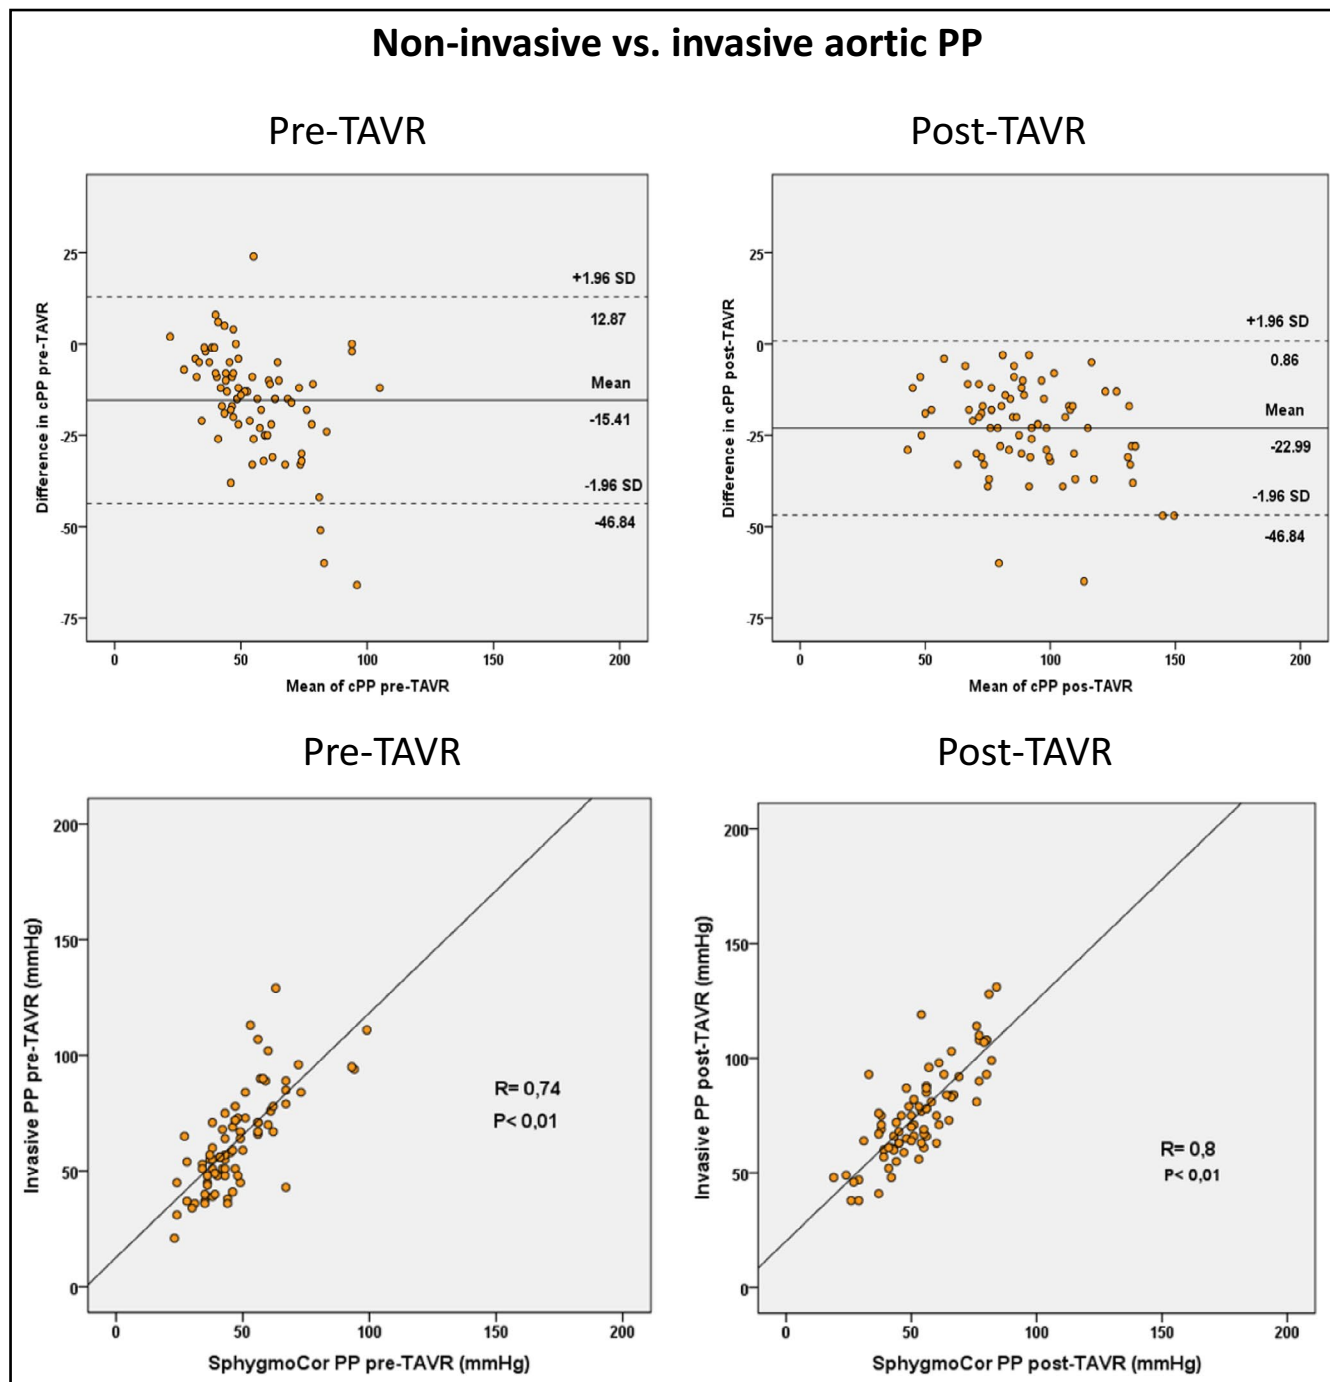 Non-invasive vs. invasive aortic PP
Pre-TAVR
Post-TAVR
Difference in cPP pre-TAVR
25
0
-25
-50
-75
+1.96 SD
12.87
Mean
-15.41
-1.96 SD
-46.84
0 50 100 150 200
Mean of cPP pre-TAVR
Difference in cPP post-TAVR
25
0
-25
-50
-75
+1.96 SD
0.86
Mean
-22.99
-1.96 SD
-46.84
0 50 100 150 200
Mean of cPP pos-TAVR
Pre-TAVR
Post-TAVR
Invasive PP pre-TAVR (mmHg)
200
150
100
50
0
R= 0,74
P< 0,01
0 50 100 150 200
SphygmoCor PP pre-TAVR (mmHg)
Invasive PP post-TAVR (mmHg)
200
150
100
50
0
R= 0,8
P< 0,01
0 50 100 150 200
SphygmoCor PP post-TAVR (mmHg)